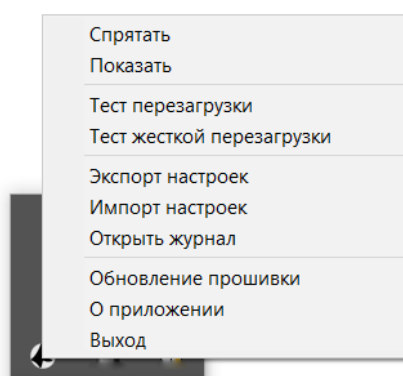 Спрятать
Показать
Тест перезагрузки
Тест жесткой перезагрузки
Экспорт настроек
Импорт настроек
Открыть журнал
Обновление прошивки
О приложении
Выход